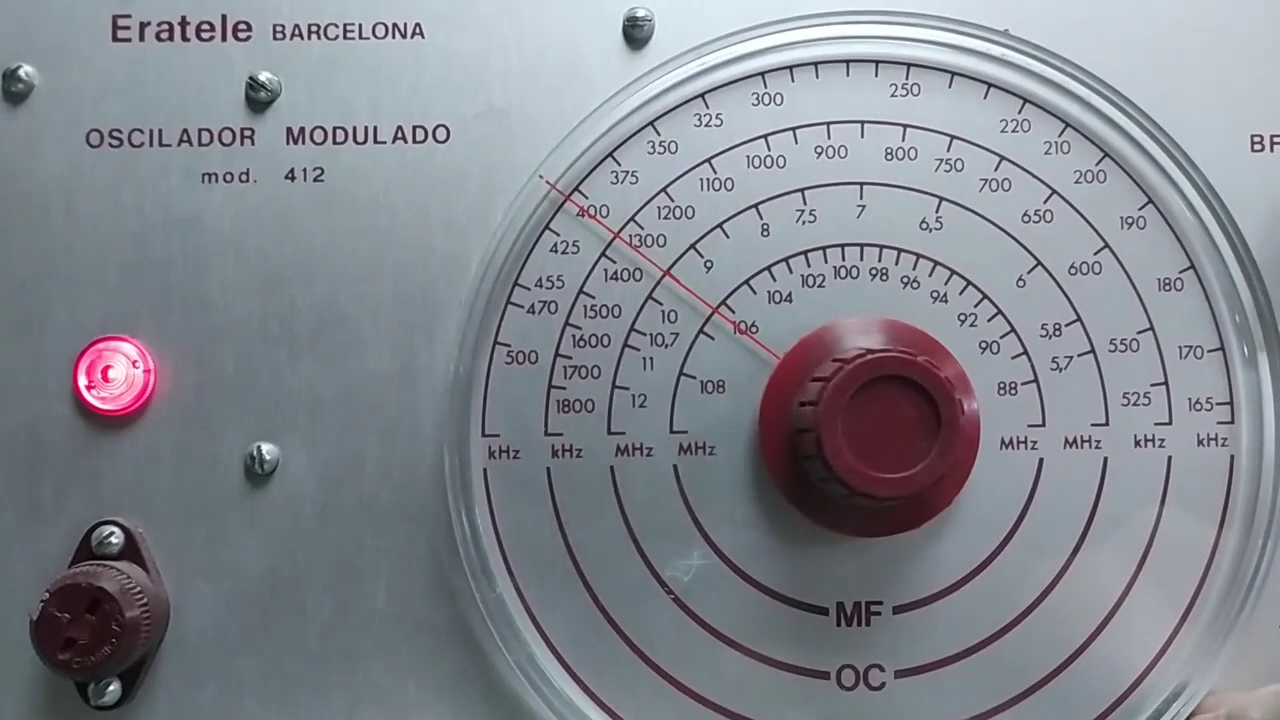 Eratele BARCELONA
OSCILADOR MODULADO
mod. 412
BF
400 375 350 325 300 250 220 210 200 190 180 170 165
425 455 470 500
1300 1200 1100 1000 900 800 750 700 650 600 550 525
1400 1500 1600 1700 1800
9 8 7,5 7 6,5 6 5,8 5,7
10 10,7 11 12
106 104 102 100 98 96 94 92 90 88
108
kHz kHz MHz MHz MHz MHz kHz kHz
MF
OC